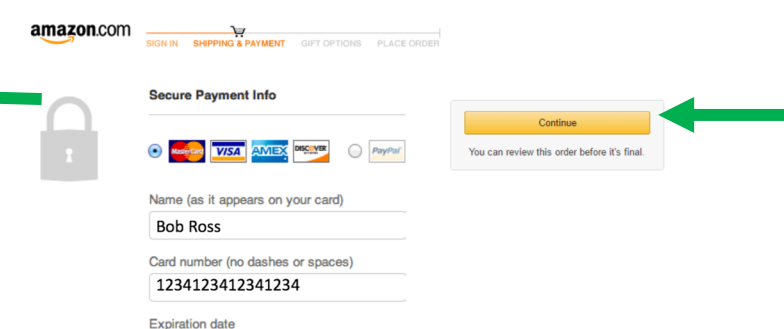 amazon.com
SIGN IN SHIPPING & PAYMENT GIFT OPTIONS PLACE ORDER
Secure Payment Info
MasterCard VISA AMEX DISCOVER PayPal
Continue
You can review this order before it's final.
Name (as it appears on your card)
Bob Ross
Card number (no dashes or spaces)
1234123412341234
Expiration date